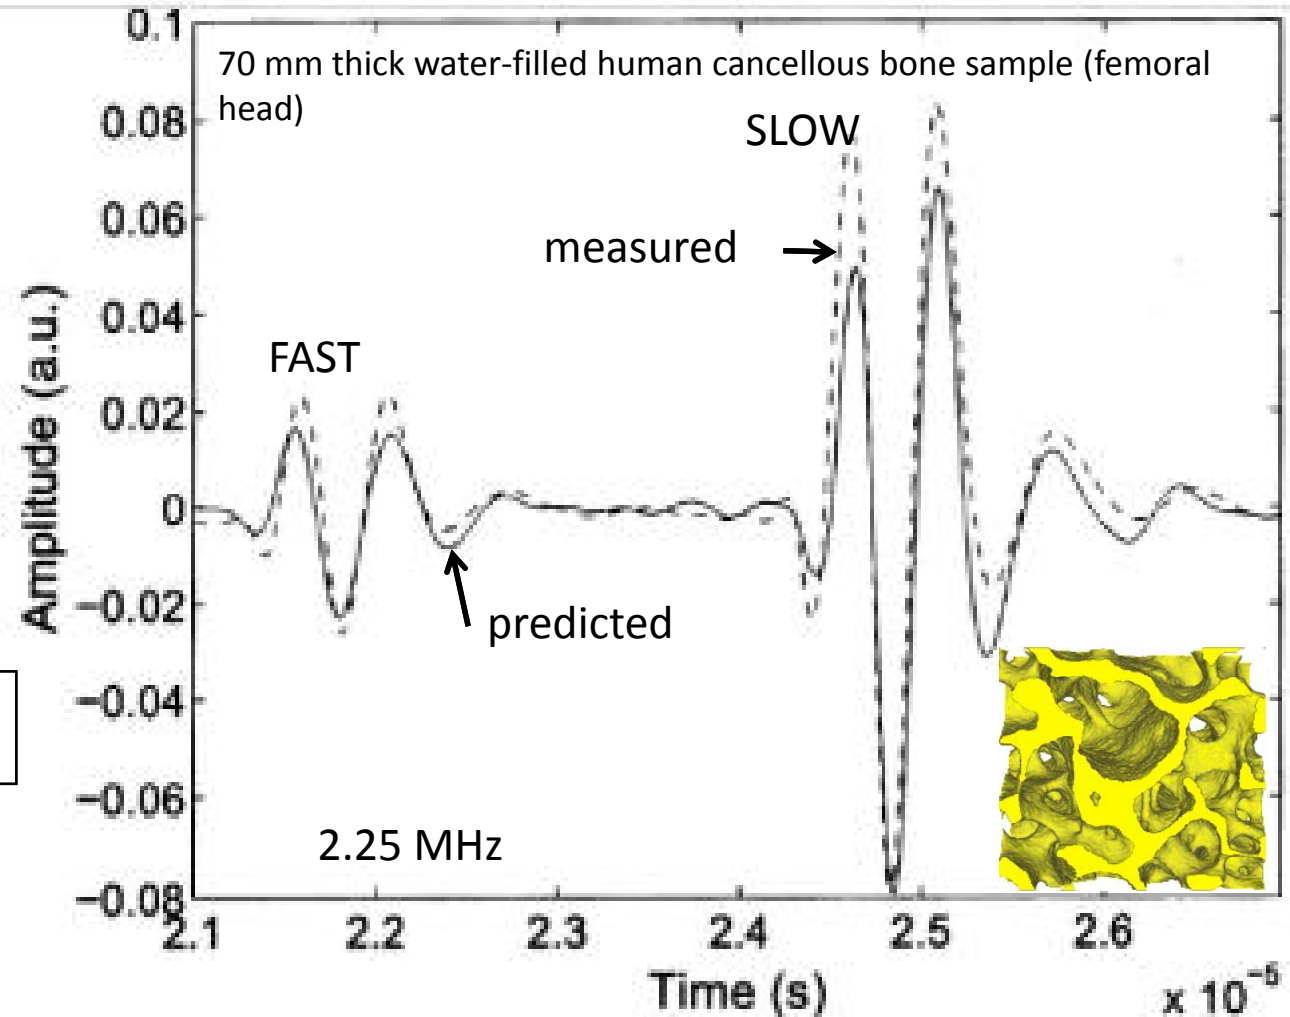 0.1
70 mm thick water-filled human cancellous bone sample (femoral
head)
0.08
SLOW
0.06
measured
0.04
FAST
0.02
0
−0.02
predicted
−0.04
−0.06
2.25 MHz
−0.08
Amplitude (a.u.)
2.1 2.2 2.3 2.4 2.5 2.6
Time (s)
x 10⁻⁵